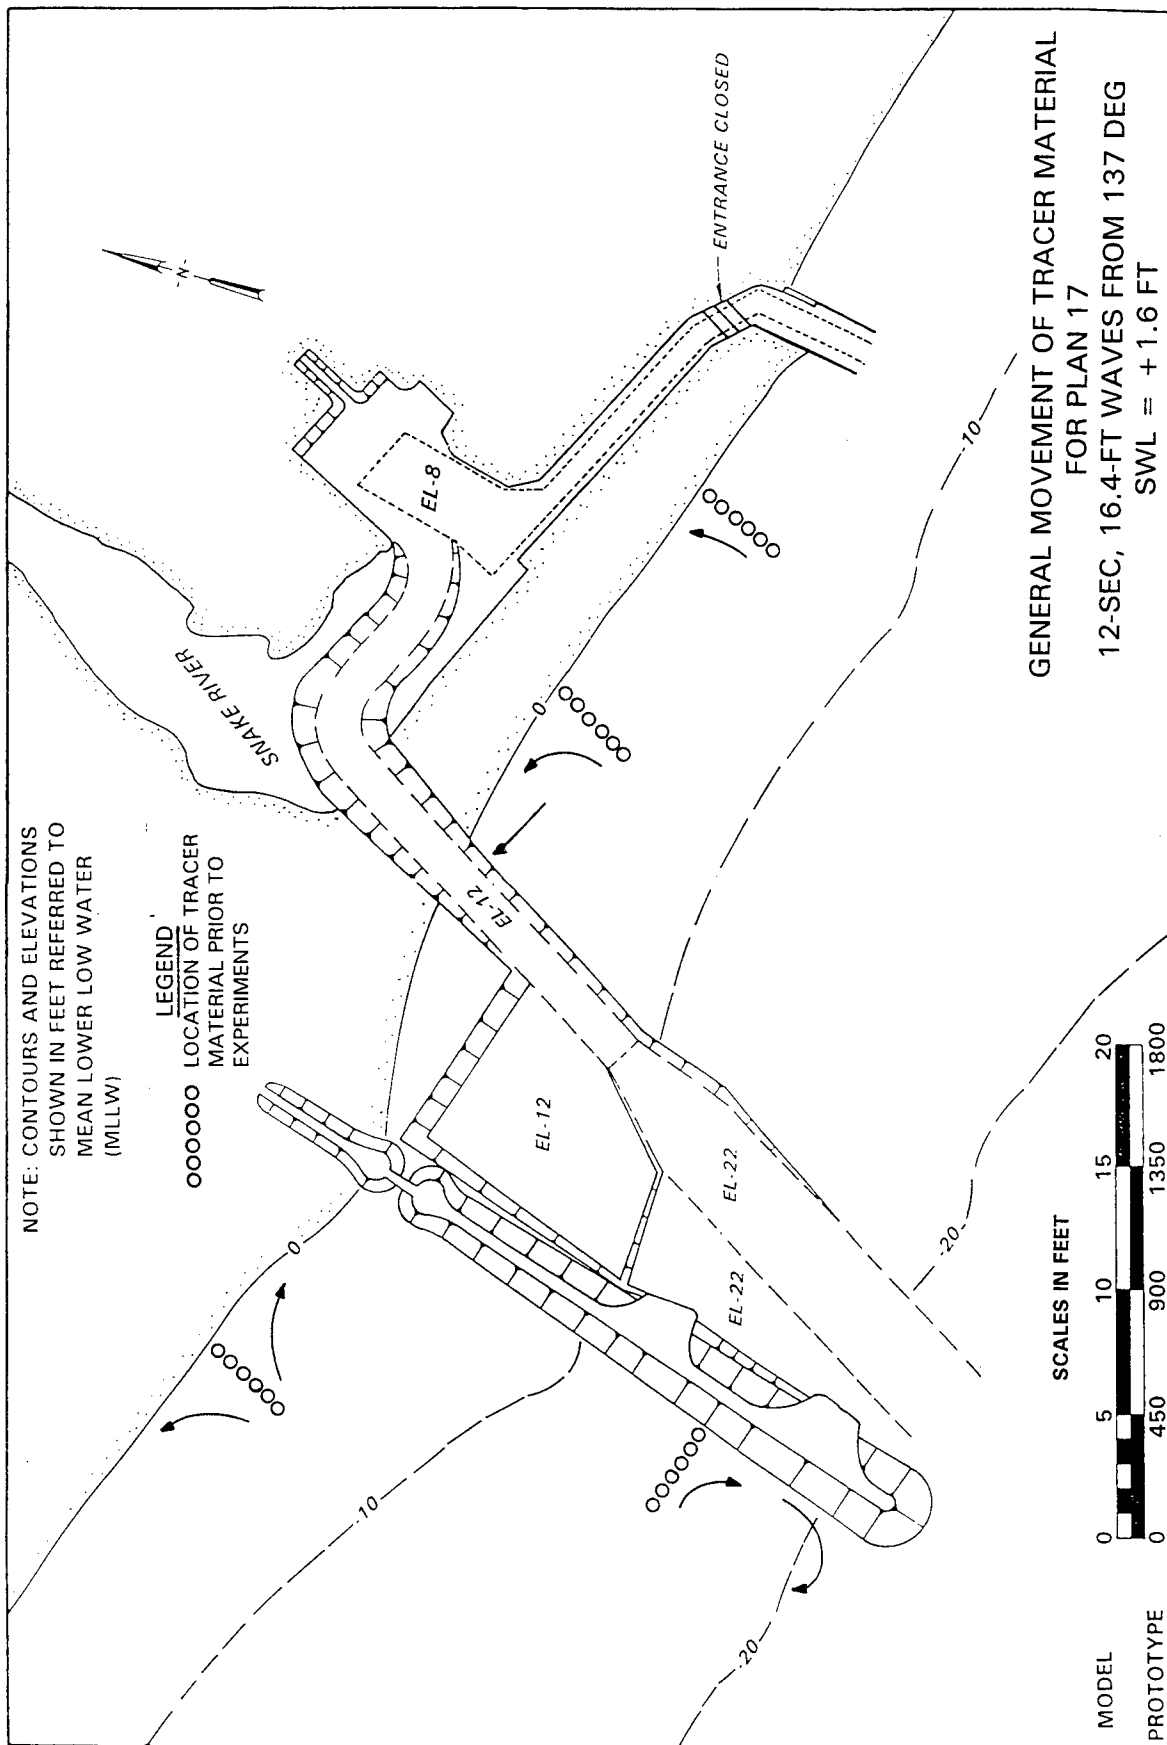 NOTE: CONTOURS AND ELEVATIONS
SHOWN IN FEET REFERRED TO
MEAN LOWER LOW WATER
(MLLW)
LEGEND
LOCATION OF TRACER
MATERIAL PRIOR TO
EXPERIMENTS
SNAKE RIVER
-N-
EL-8
ENTRANCE CLOSED
EL-12
EL-12
EL-22
EL-22
0
0
-10
-10
-20
-20
SCALES IN FEET
MODEL 0 5 10 15 20
PROTOTYPE 0 450 900 1350 1800
GENERAL MOVEMENT OF TRACER MATERIAL
FOR PLAN 17
12-SEC, 16.4-FT WAVES FROM 137 DEG
SWL = +1.6 FT